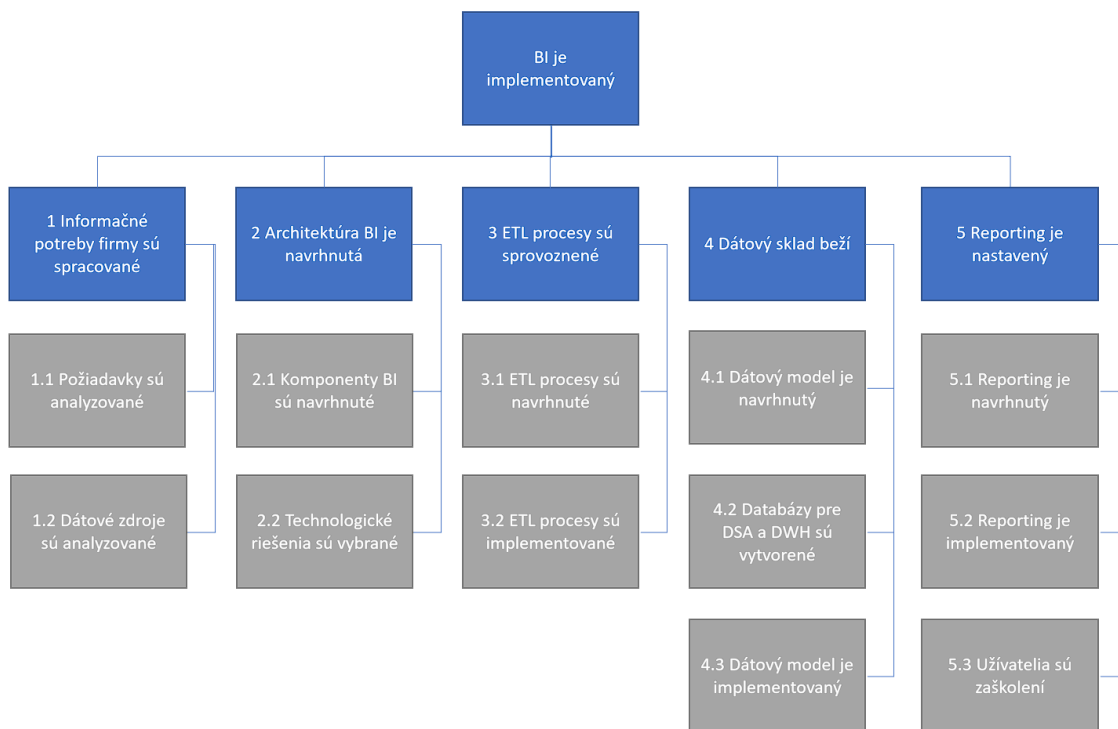 BI je
implementovaný
1 Informačné
potreby firmy sú
spracované
2 Architektúra BI je
navrhnutá
3 ETL procesy sú
sprovoznené
4 Dátový sklad beží
5 Reporting je
nastavený
1.1 Požiadavky sú
analyzované
2.1 Komponenty BI
sú navrhnuté
3.1 ETL procesy sú
navrhnuté
4.1 Dátový model je
navrhnutý
5.1 Reporting je
navrhnutý
1.2 Dátové zdroje
sú analyzované
2.2 Technologické
riešenia sú vybrané
3.2 ETL procesy sú
implementované
4.2 Databázy pre
DSA a DWH sú
vytvorené
5.2 Reporting je
implementovaný
4.3 Dátový model je
implementovaný
5.3 Užívatelia sú
zaškolení